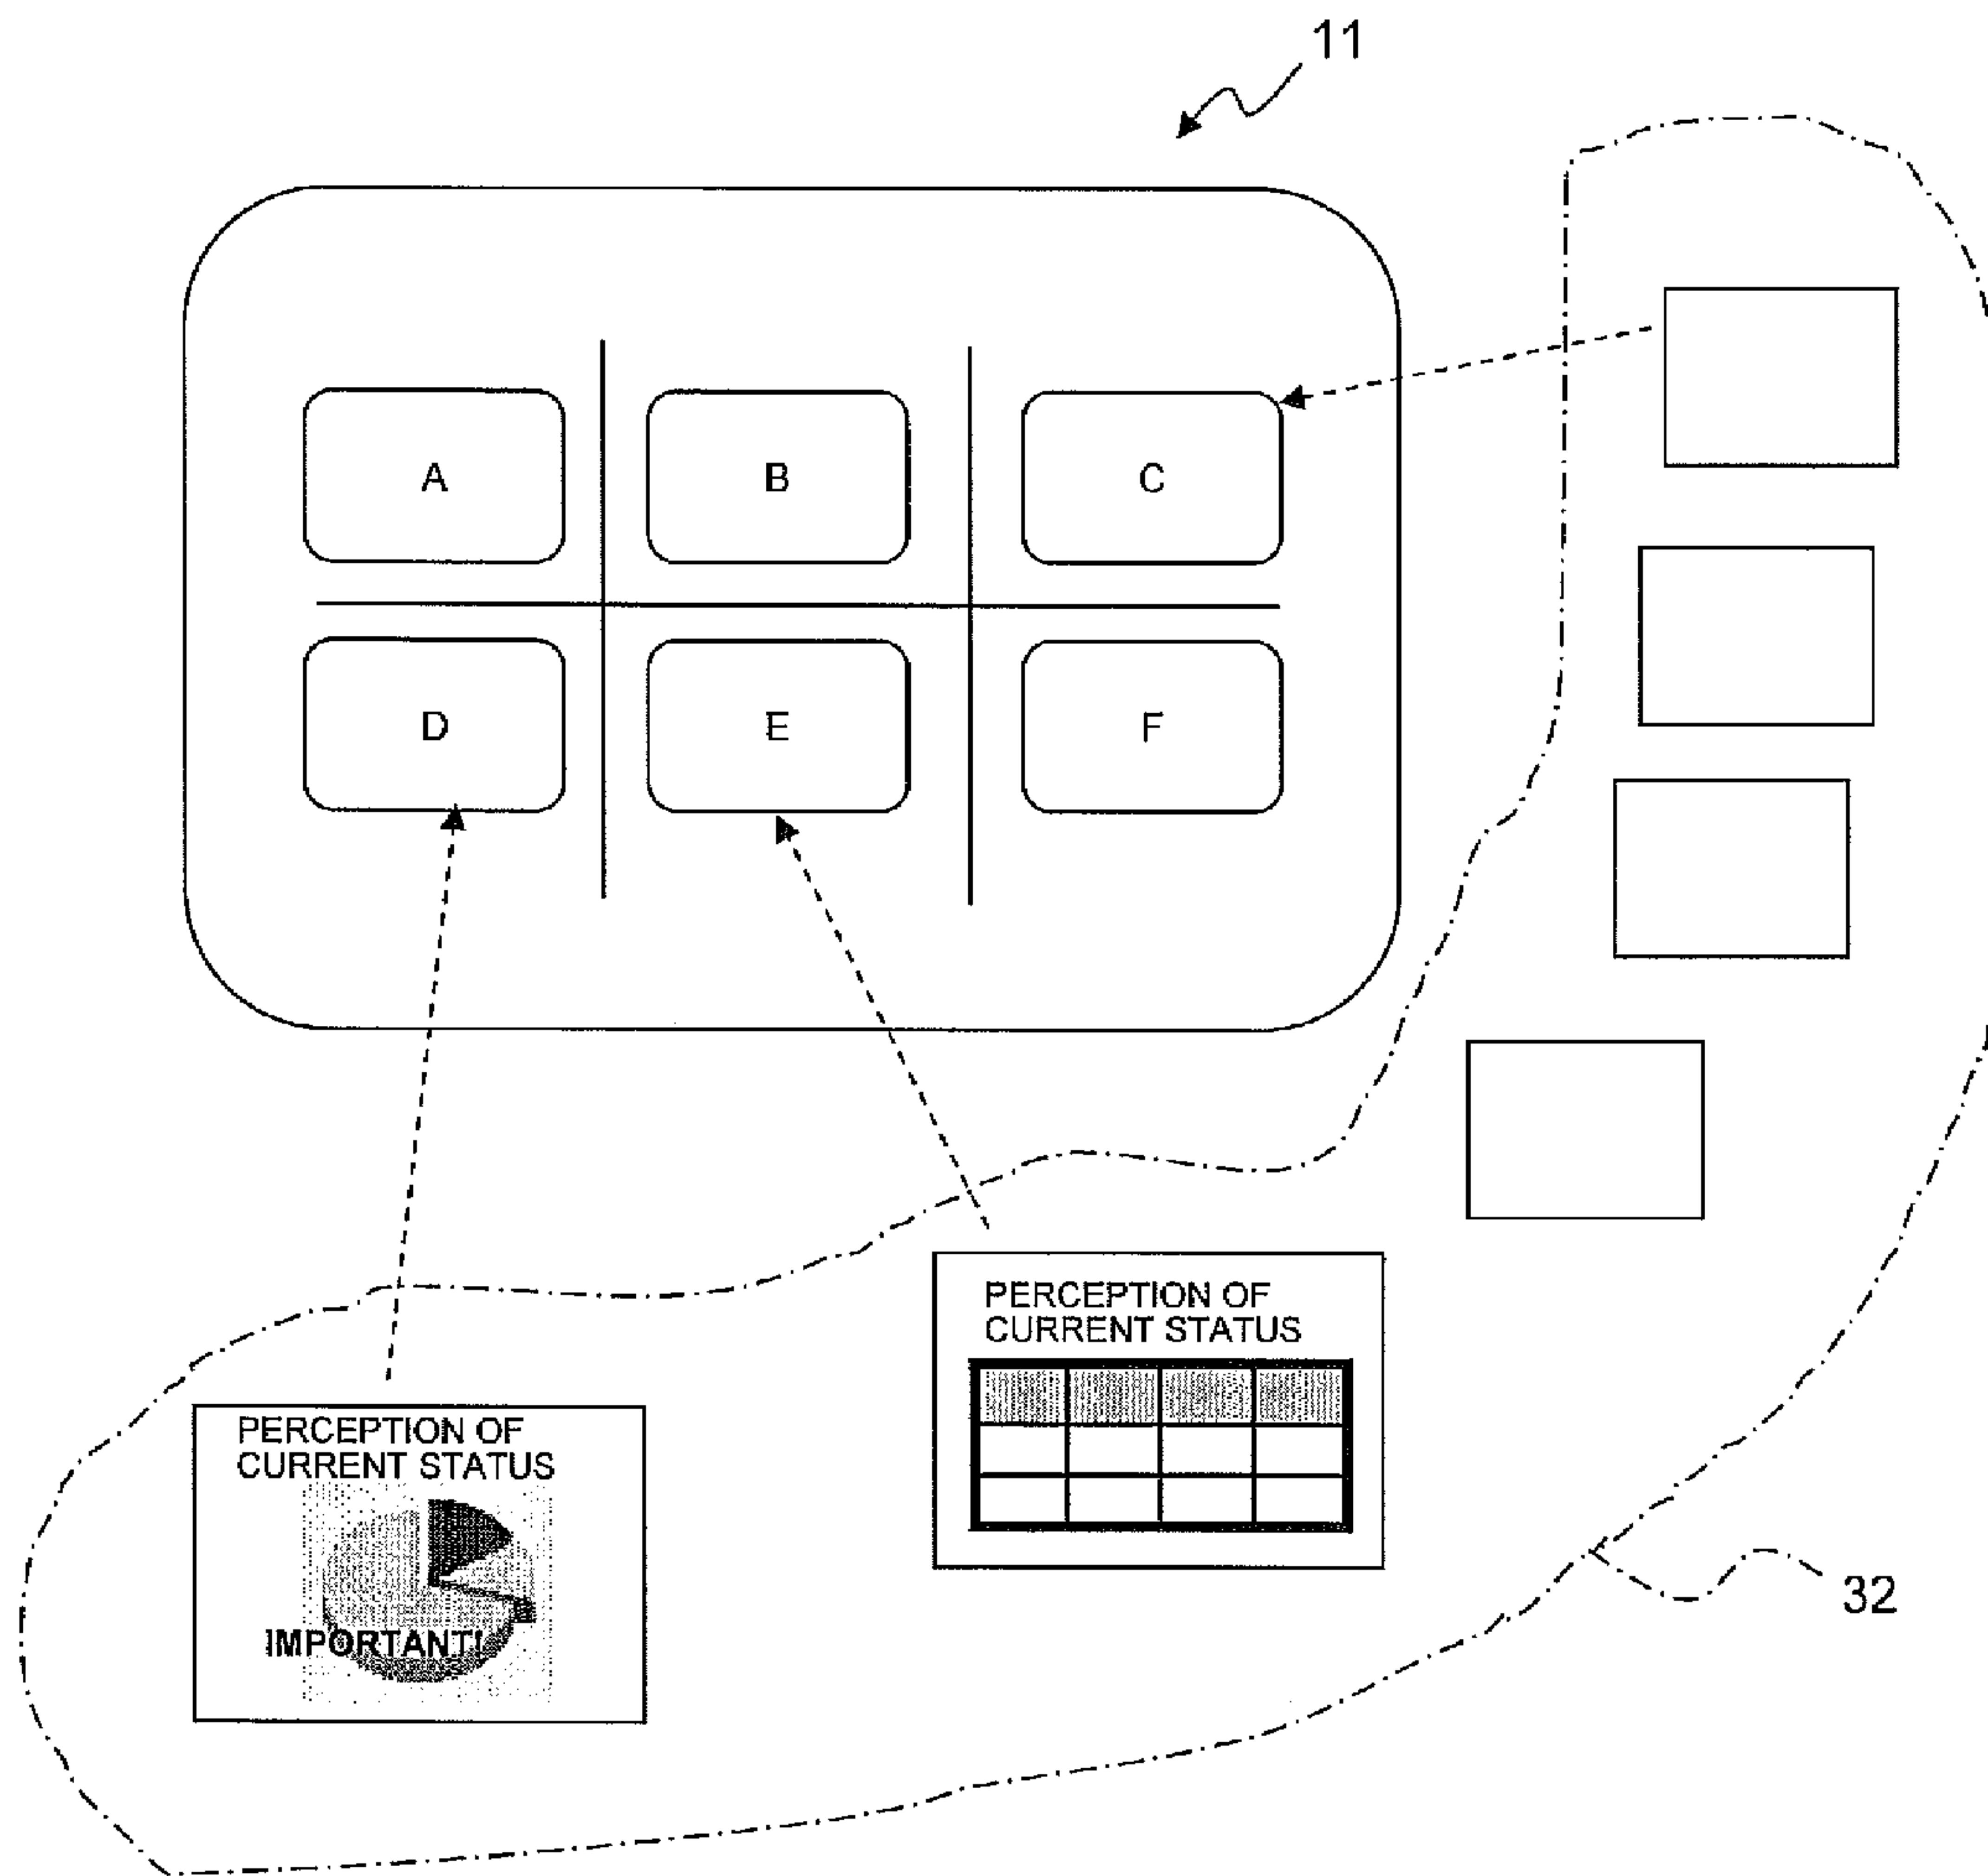 11
A
B
C
D
E
F
PERCEPTION OF
CURRENT STATUS
PERCEPTION OF
CURRENT STATUS
IMPORTANT!
32